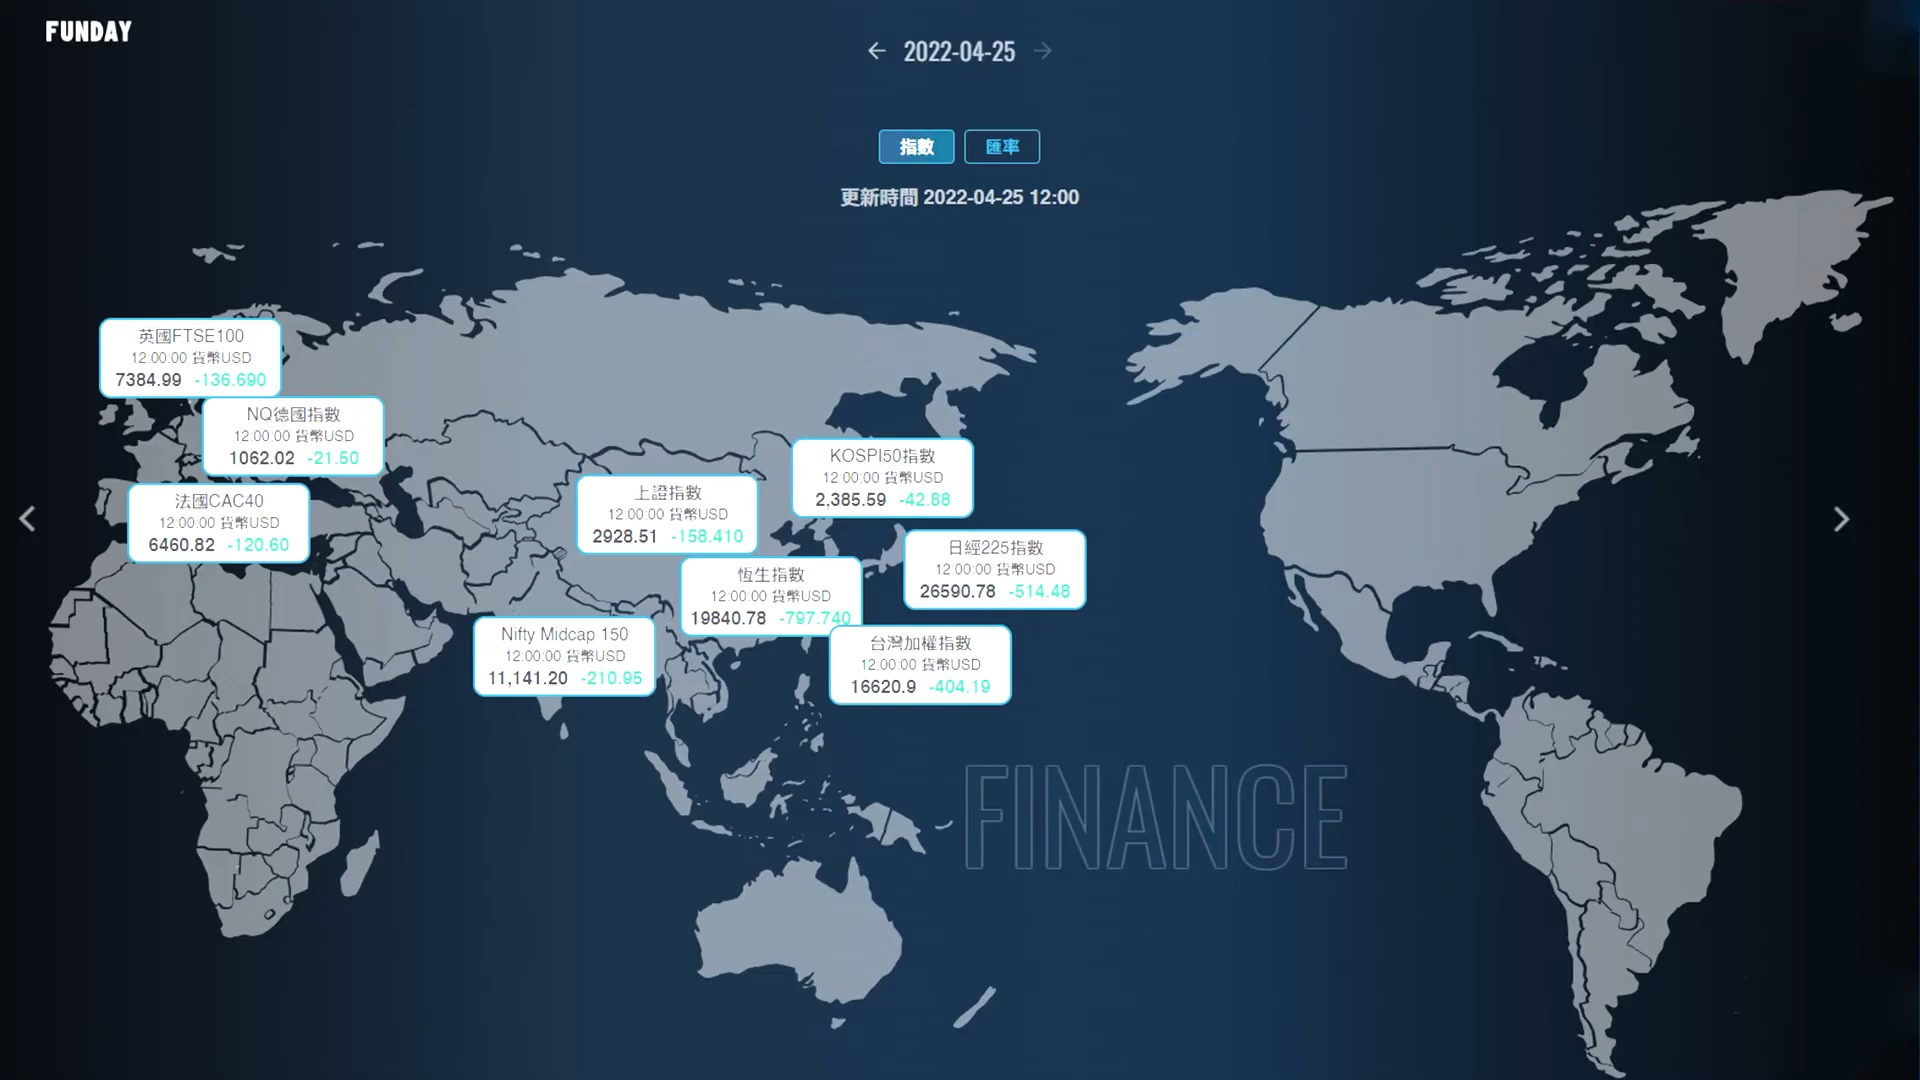 FUNDAY
← 2022-04-25 →
指數 匯率
更新時間 2022-04-25 12:00
英國FTSE100
12:00:00 貨幣USD
7384.99 -136.690
NQ德國指數
12:00:00 貨幣USD
1062.02 -21.50
法國CAC40
12:00:00 貨幣USD
6460.82 -120.60
KOSPI50指數
12:00:00 貨幣USD
2,385.59 -42.88
上證指數
12:00:00 貨幣USD
2928.51 -158.410
日經225指數
12:00:00 貨幣USD
26590.78 -514.48
恆生指數
12:00:00 貨幣USD
19840.78 -797.740
Nifty Midcap 150
12:00:00 貨幣USD
11,141.20 -210.95
台灣加權指數
12:00:00 貨幣USD
16620.9 -404.19
FINANCE